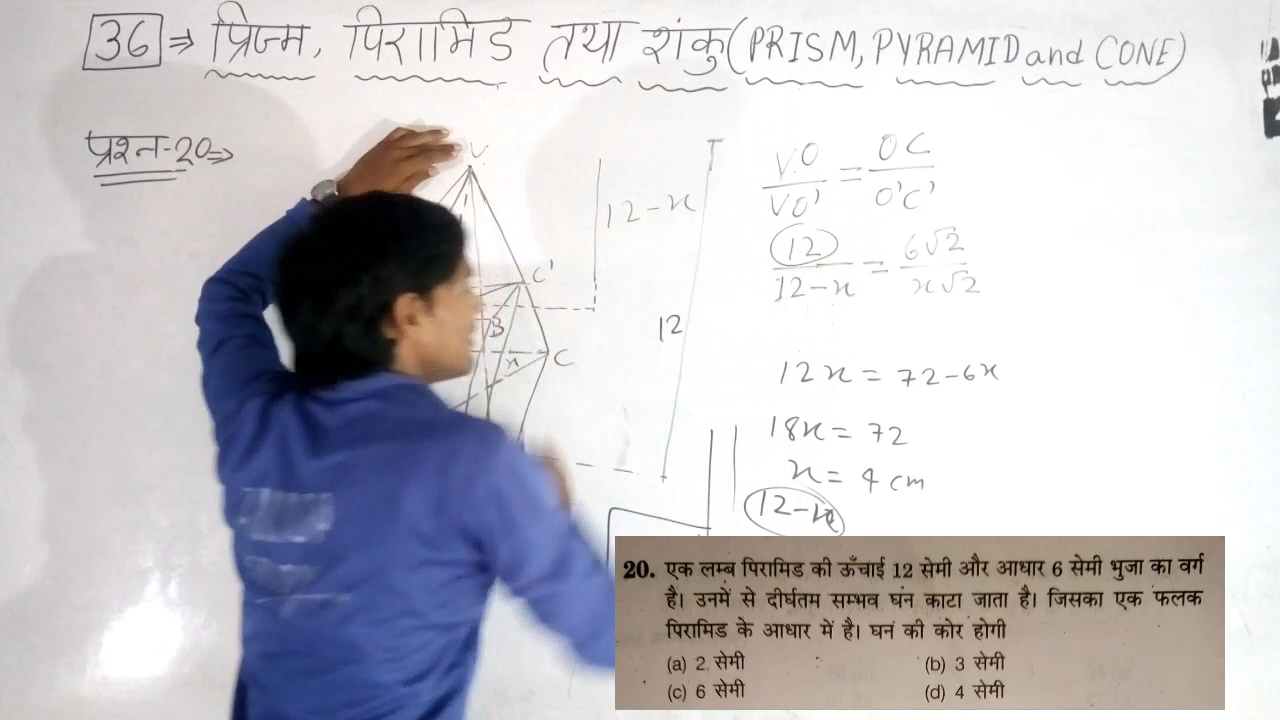 36 ⇒ प्रिज्म, पिरामिड तथा शंकु (PRISM, PYRAMID and CONE)
प्रश्न-20⇒
V
C'
B
x
C
12-x
12
VO/VO' = OC/O'C'
12/12-x = 6√2/x√2
12x = 72-6x
18x = 72
x = 4 cm
12-x
20. एक लम्ब पिरामिड की ऊँचाई 12 सेमी और आधार 6 सेमी भुजा का वर्ग
है। उनमें से दीर्घतम सम्भव घन काटा जाता है। जिसका एक फलक
पिरामिड के आधार में है। घन की कोर होगी
(a) 2 सेमी (b) 3 सेमी
(c) 6 सेमी (d) 4 सेमी